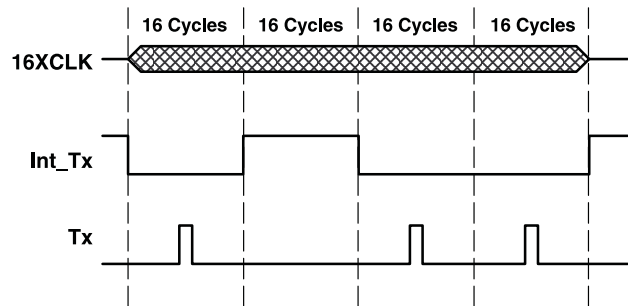 16 Cycles 16 Cycles 16 Cycles 16 Cycles
16XCLK
Int_Tx
Tx